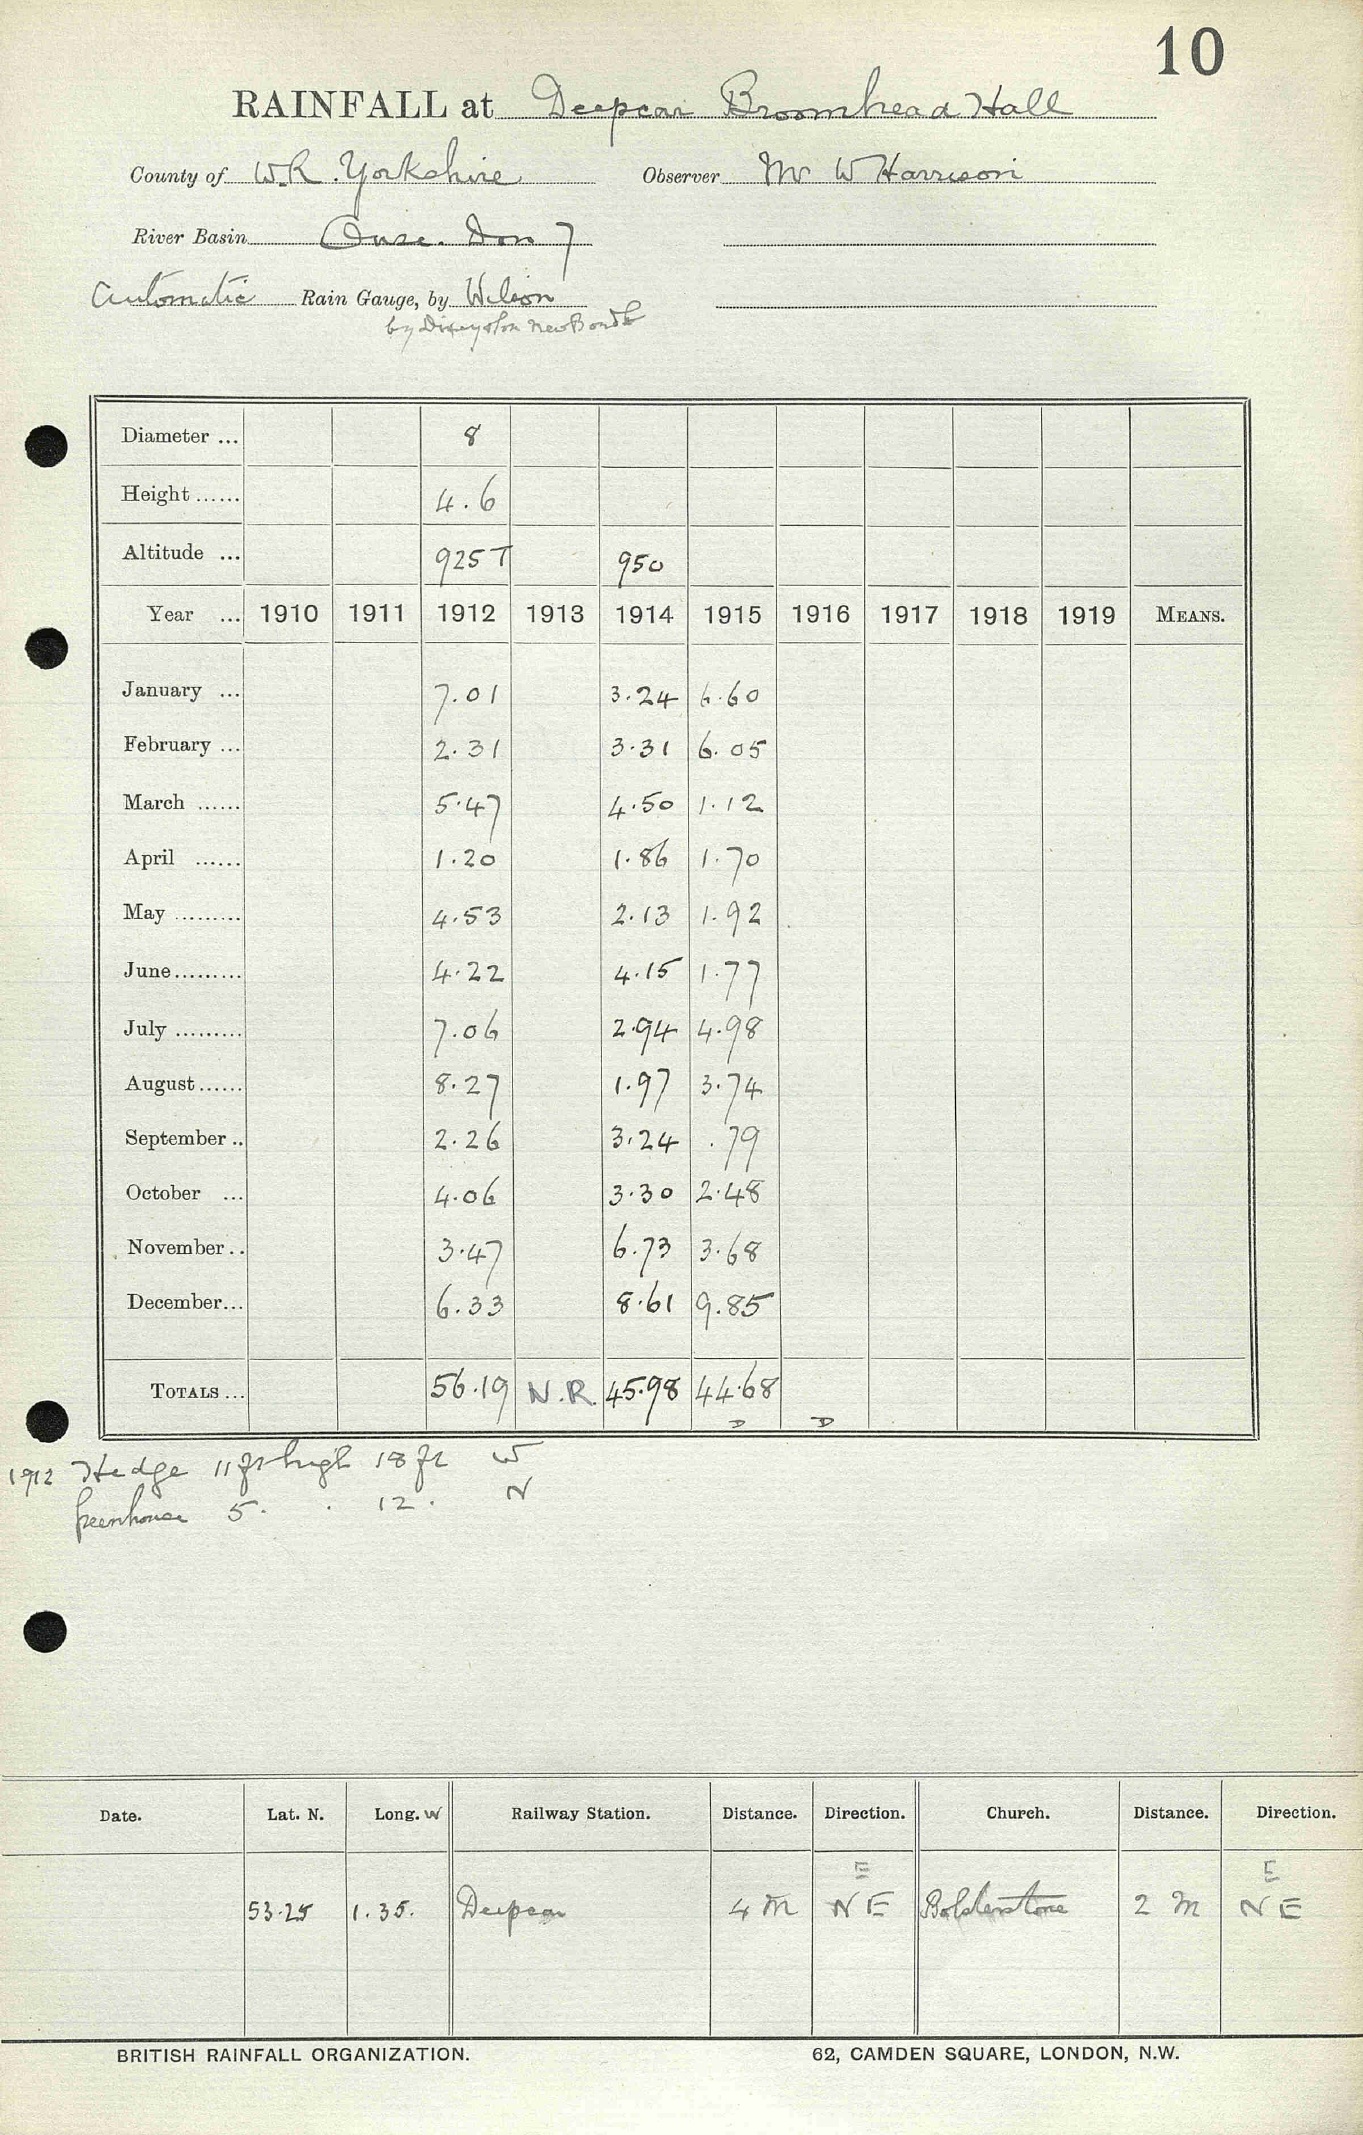 10
RAINFALL at Deepcar Broomhead Hall
County of W.R. Yorkshire Observer Mr W Harrison
River Basin Ouse. Don 7
Automatic Rain Gauge, by Wilson
by New Bond St
Diameter ... 8
Height ...... 4.6
Altitude ... 925 T 950
Year ... 1910 1911 1912 1913 1914 1915 1916 1917 1918 1919 MEANS.
January ... 7.01 3.24 6.60
February ... 2.31 3.31 6.05
March ...... 5.47 4.50 1.12
April ...... 1.20 1.86 1.70
May ......... 4.53 2.13 1.92
June ......... 4.22 4.15 1.77
July ......... 7.06 2.94 4.98
August ...... 8.27 1.97 3.74
September .. 2.26 3.24 .79
October ... 4.06 3.30 2.48
November .. 3.47 6.73 3.68
December ... 6.33 8.61 9.85
TOTALS ... 56.19 N.R. 45.98 44.68
D D
1912 Hedge 11 ft high 18 ft W
Greenhouse 5 . . 12 . N
Date. Lat. N. Long. W Railway Station. Distance. Direction. Church. Distance. Direction.
E E
53.25 1.35. Deepcar 4 m NE Bolsterstone 2 m NE
BRITISH RAINFALL ORGANIZATION. 62, CAMDEN SQUARE, LONDON, N.W.